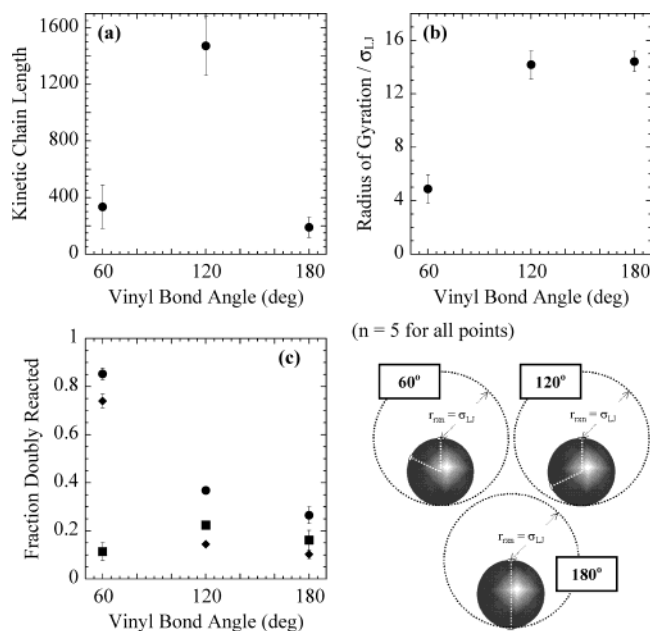 (a)
Kinetic Chain Length
1600
1400
1000
800
400
0
60
120
180
Vinyl Bond Angle (deg)
(b)
Radius of Gyration / σLJ
16
12
8
4
0
60
120
180
Vinyl Bond Angle (deg)
(c)
Fraction Doubly Reacted
1
0.8
0.6
0.4
0.2
0
60
120
180
Vinyl Bond Angle (deg)
(n = 5 for all points)
60°
rrxn = σLJ
120°
rrxn = σLJ
rrxn = σLJ
180°